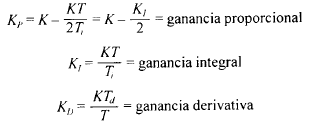 K_P = K − KT/2T_i = K − K_I/2 = ganancia proporcional
K_I = KT/T_i = ganancia integral
K_D = KT_d/T = ganancia derivativa